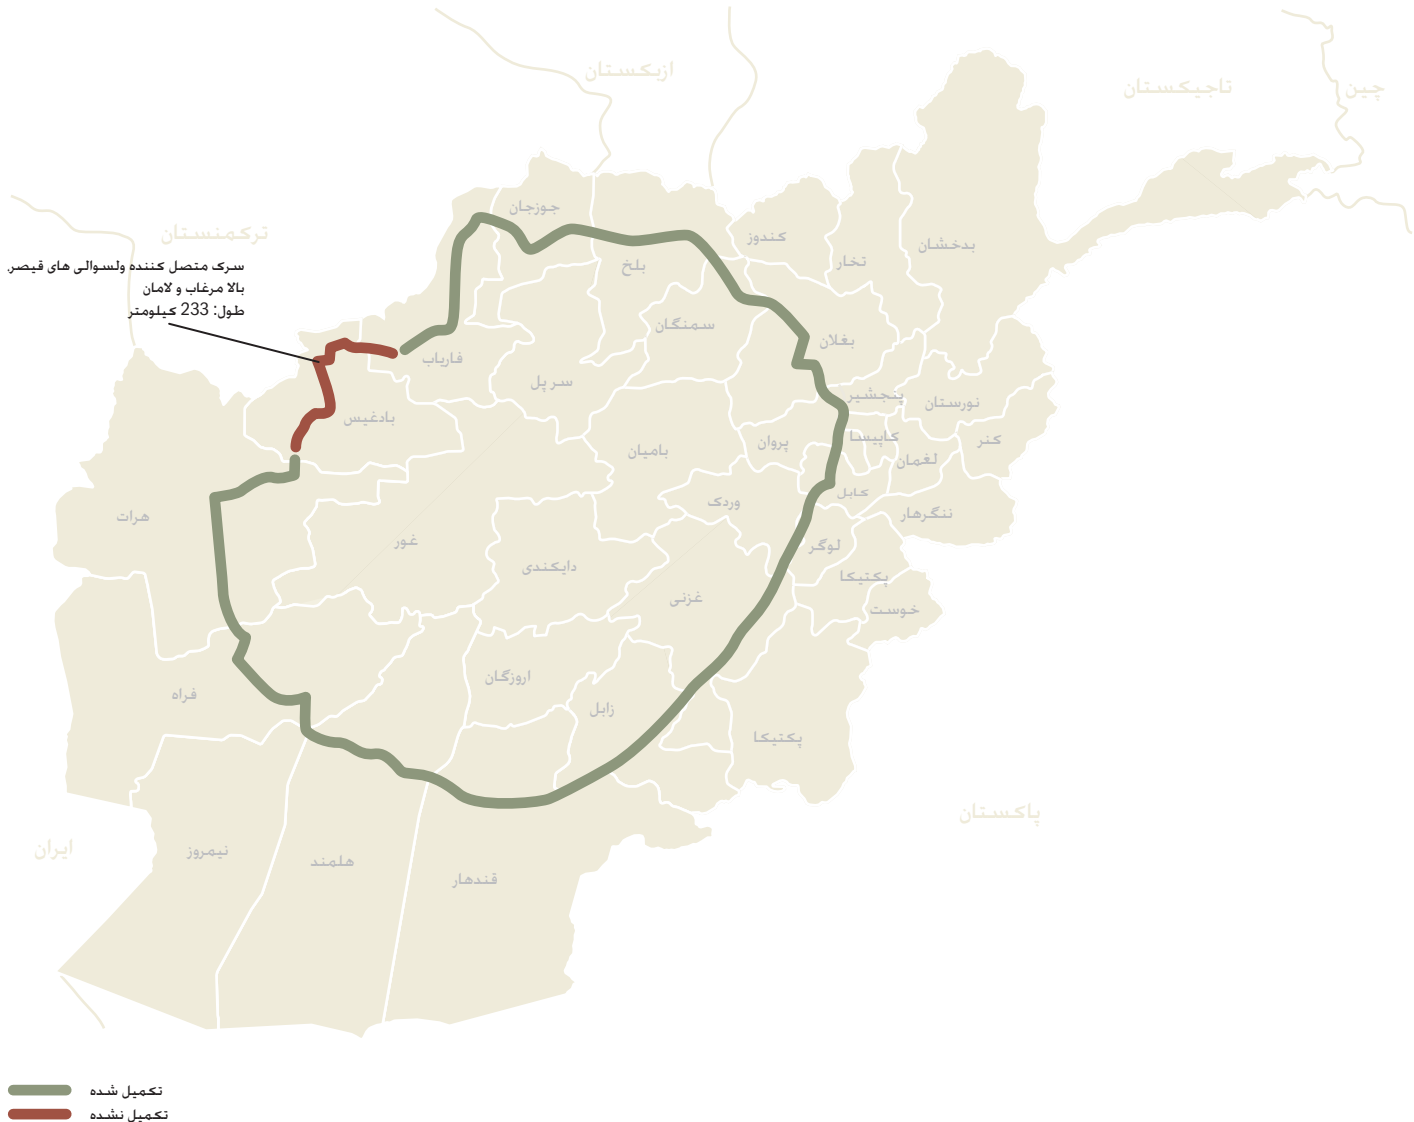 ازبکستان
تاجیکستان
چین
ترکمنستان
جوزجان
کندوز
بدخشان
تخار
بلخ
سرک متصل کننده ولسوالی های قیصر,
بالا مرغاب و لامان
طول: 233 کیلومتر
سمنگان
بغلان
فاریاب
سر پل
پنجشیر
نورستان
بادغیس
کاپیسا
کنر
پروان
بامیان
لغمان
کابل
وردک
هرات
ننگرهار
غور
لوگر
دایکندی
پکتیکا
غزنی
خوست
اروزگان
فراه
زابل
پکتیکا
پاکستان
ایران
نیمروز
هلمند
قندهار
تکمیل شده
تکمیل نشده